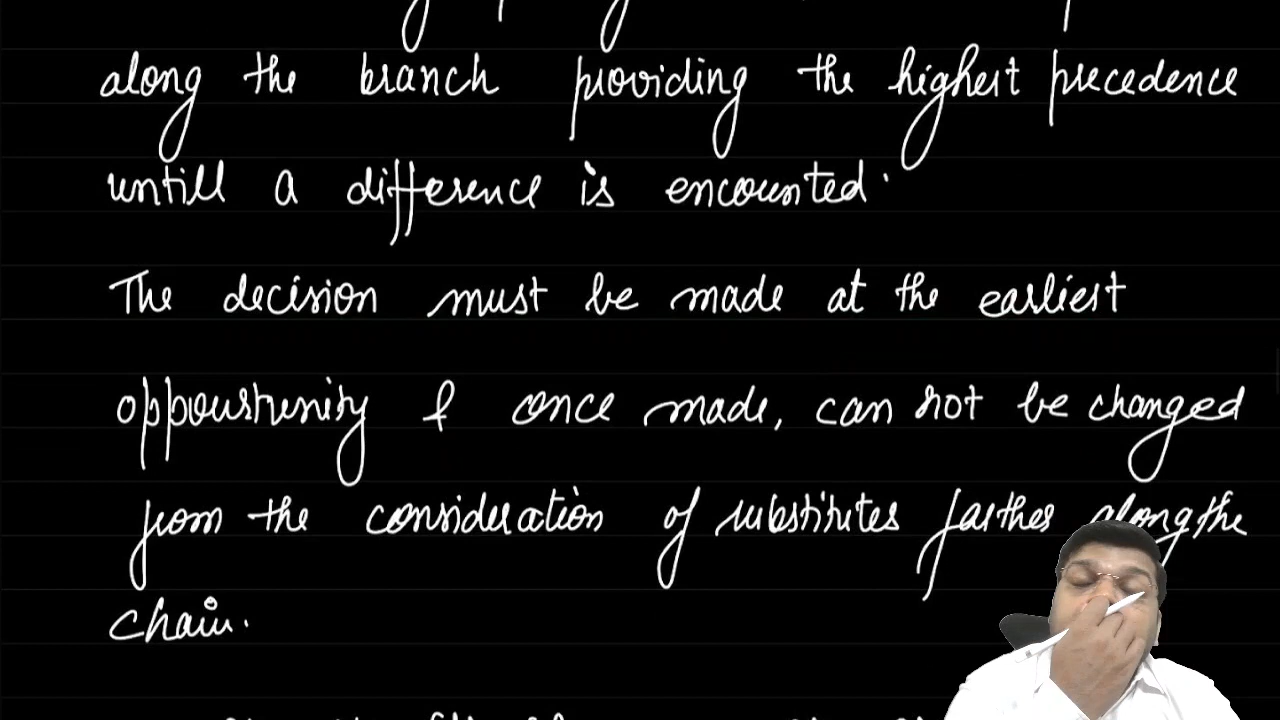 along the branch providing the highest precedence
untill a difference is encounted.
The decision must be made at the earliest
oppourtunity & once made, can not be changed
from the consideration of substitutes farther along the
chain.